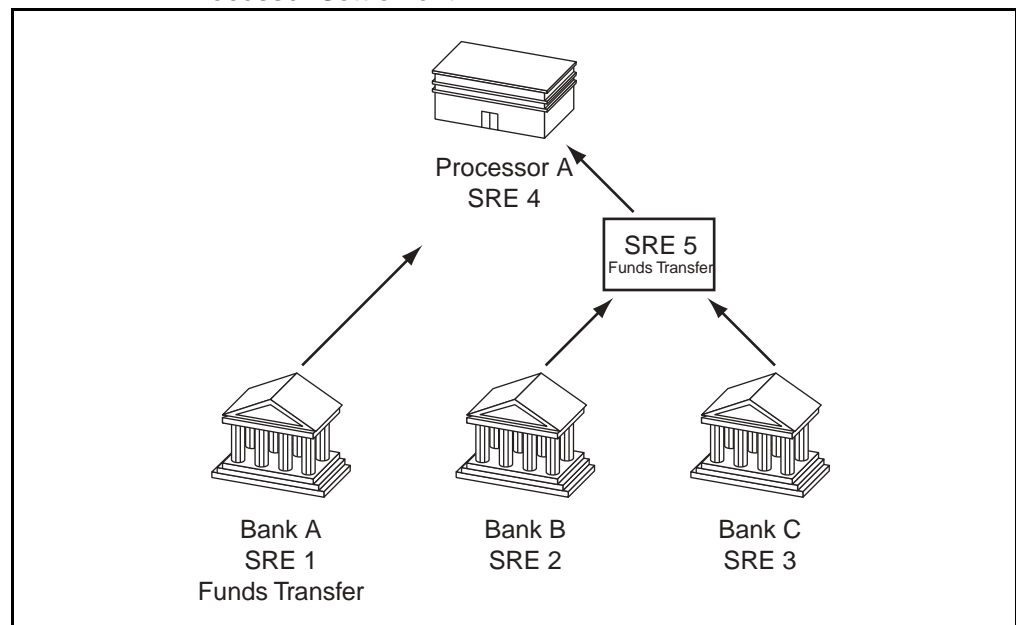 Processor A
SRE 4
SRE 5
Funds Transfer
Bank A
SRE 1
Funds Transfer
Bank B
SRE 2
Bank C
SRE 3